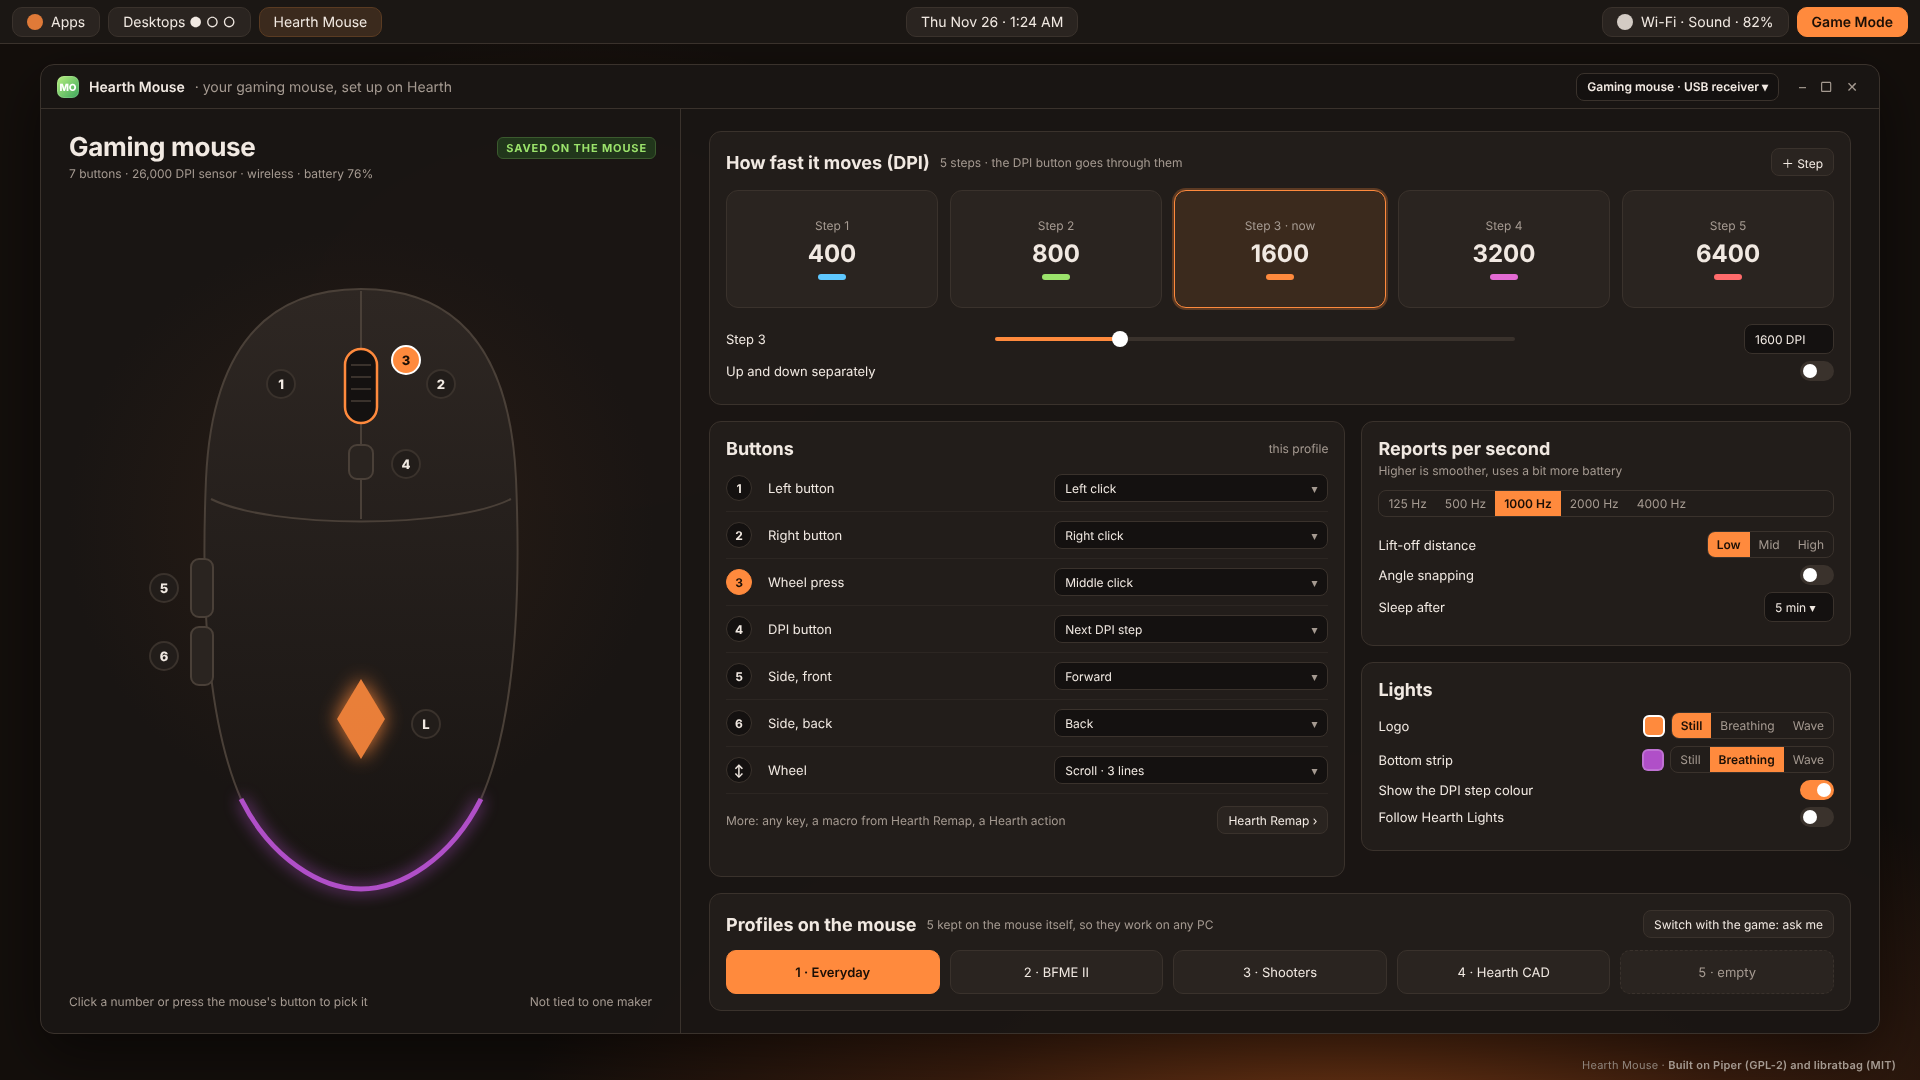 Apps
Desktops
Hearth Mouse
Thu Nov 26 · 1:24 AM
Wi-Fi · Sound · 82%
Game Mode
MO
Hearth Mouse · your gaming mouse, set up on Hearth
Gaming mouse · USB receiver ▾
Gaming mouse
SAVED ON THE MOUSE
7 buttons · 26,000 DPI sensor · wireless · battery 76%
1
3
2
4
5
6
L
Click a number or press the mouse's button to pick it
Not tied to one maker
How fast it moves (DPI) 5 steps · the DPI button goes through them
+ Step
Step 1
400
Step 2
800
Step 3 · now
1600
Step 4
3200
Step 5
6400
Step 3
1600 DPI
Up and down separately
Buttons
this profile
1 Left button Left click ▾
2 Right button Right click ▾
3 Wheel press Middle click ▾
4 DPI button Next DPI step ▾
5 Side, front Forward ▾
6 Side, back Back ▾
↕ Wheel Scroll · 3 lines ▾
More: any key, a macro from Hearth Remap, a Hearth action
Hearth Remap ›
Reports per second
Higher is smoother, uses a bit more battery
125 Hz 500 Hz 1000 Hz 2000 Hz 4000 Hz
Lift-off distance Low Mid High
Angle snapping
Sleep after 5 min ▾
Lights
Logo Still Breathing Wave
Bottom strip Still Breathing Wave
Show the DPI step colour
Follow Hearth Lights
Profiles on the mouse 5 kept on the mouse itself, so they work on any PC
Switch with the game: ask me
1 · Everyday
2 · BFME II
3 · Shooters
4 · Hearth CAD
5 · empty
Hearth Mouse · Built on Piper (GPL-2) and libratbag (MIT)